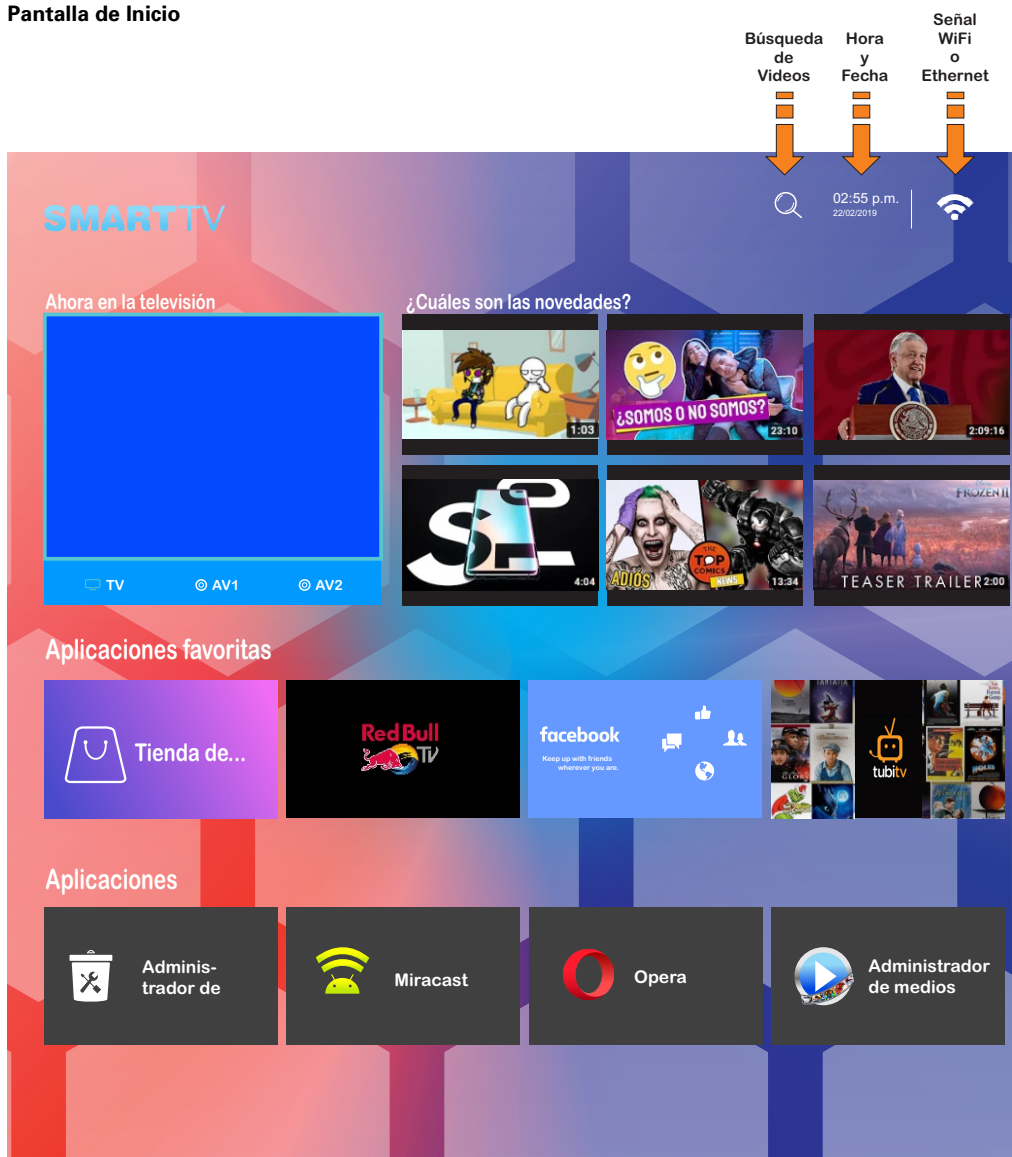 Pantalla de Inicio
Búsqueda
de
Videos
Hora
y
Fecha
Señal
WiFi
o
Ethernet
SMARTTV
02:55 p.m.
22/02/2019
Ahora en la televisión
¿Cuáles son las novedades?
1:03
¿SOMOS O NO SOMOS?
23:10
2:09:16
TV
AV1
AV2
4:04
ADIÓS
THE
TOP
COMICS
NEWS
13:34
FROZEN II
TEASER TRAILER
2:00
Aplicaciones favoritas
Tienda de...
Red Bull
TV
facebook
Keep up with friends
wherever you are.
FANTASIA
GLORY
HOLES
tubitv
Aplicaciones
Adminis-
trador de
Miracast
Opera
Administrador
de medios